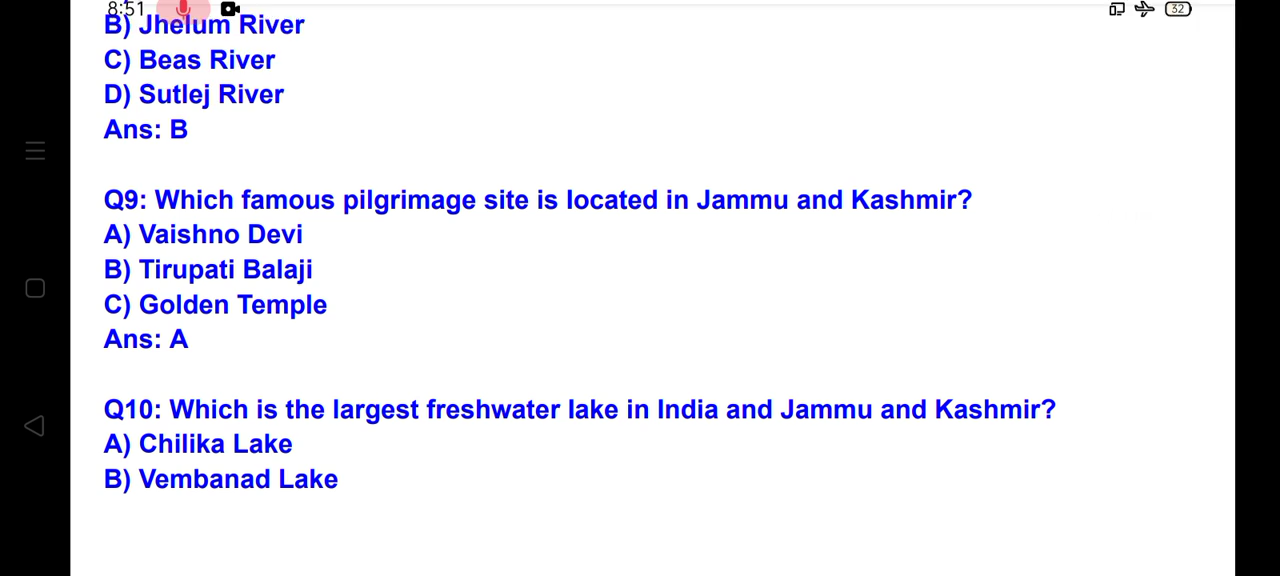 8:51
32
B) Jhelum River
C) Beas River
D) Sutlej River
Ans: B
Q9: Which famous pilgrimage site is located in Jammu and Kashmir?
A) Vaishno Devi
B) Tirupati Balaji
C) Golden Temple
Ans: A
Q10: Which is the largest freshwater lake in India and Jammu and Kashmir?
A) Chilika Lake
B) Vembanad Lake